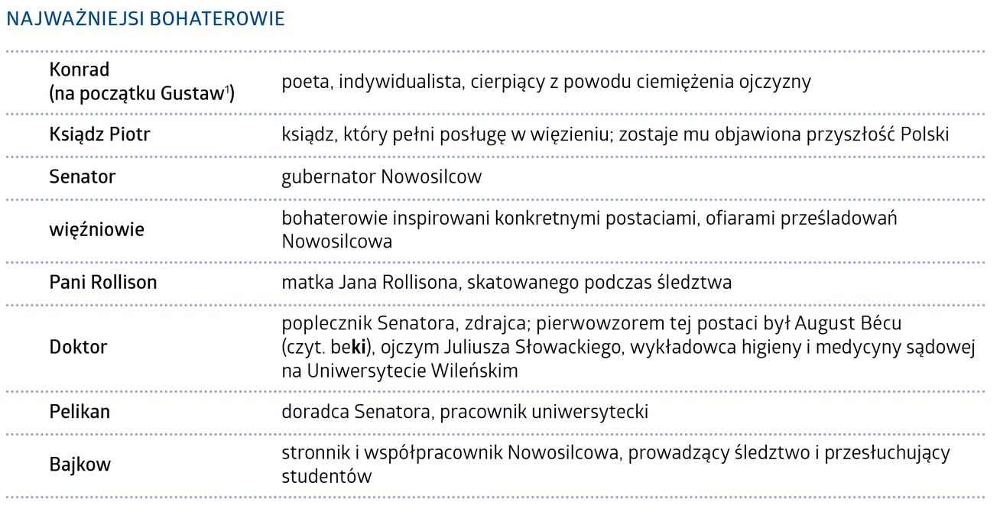 NAJWAŻNIEJSI BOHATEROWIE
Konrad
(na początku Gustaw¹)
poeta, indywidualista, cierpiący z powodu ciemiężenia ojczyzny
Ksiądz Piotr
ksiądz, który pełni posługę w więzieniu; zostaje mu objawiona przyszłość Polski
Senator
gubernator Nowosilcow
więźniowie
bohaterowie inspirowani konkretnymi postaciami, ofiarami prześladowań
Nowosilcowa
Pani Rollison
matka Jana Rollisona, skatowanego podczas śledztwa
Doktor
poplecznik Senatora, zdrajca; pierwowzorem tej postaci był August Bécu
(czyt. beki), ojczym Juliusza Słowackiego, wykładowca higieny i medycyny sądowej
na Uniwersytecie Wileńskim
Pelikan
doradca Senatora, pracownik uniwersytecki
Bajkow
stronnik i współpracownik Nowosilcowa, prowadzący śledztwo i przesłuchujący
studentów